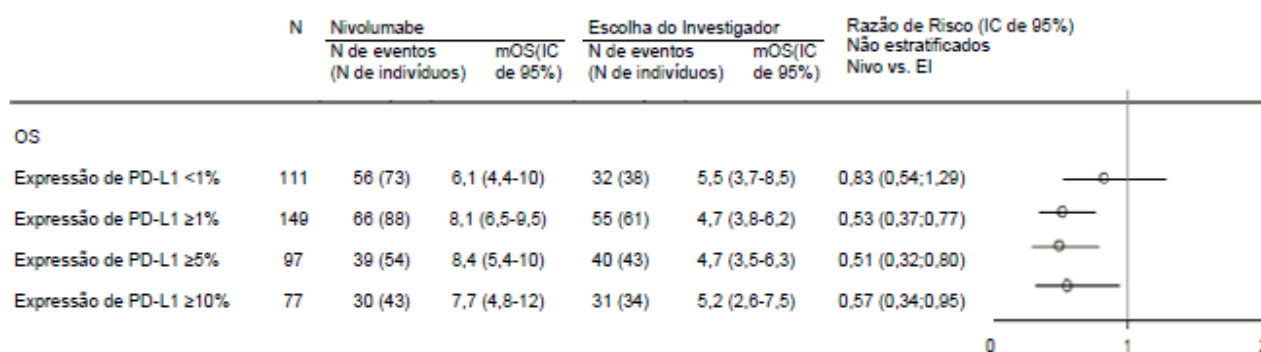 N Nivolumabe Escolha do Investigador Razão de Risco (IC de 95%)
N de eventos mOS(IC N de eventos mOS(IC Não estratificados
(N de indivíduos) de 95%) (N de indivíduos) de 95%) Nivo vs. EI
OS
Expressão de PD-L1 <1% 111 56 (73) 6,1 (4,4-10) 32 (38) 5,5 (3,7-8,5) 0,83 (0,54;1,29)
Expressão de PD-L1 ≥1% 149 66 (88) 8,1 (6,5-9,5) 55 (61) 4,7 (3,8-6,2) 0,53 (0,37;0,77)
Expressão de PD-L1 ≥5% 97 39 (54) 8,4 (5,4-10) 40 (43) 4,7 (3,5-6,3) 0,51 (0,32;0,80)
Expressão de PD-L1 ≥10% 77 30 (43) 7,7 (4,8-12) 31 (34) 5,2 (2,6-7,5) 0,57 (0,34;0,95)
0 1 2